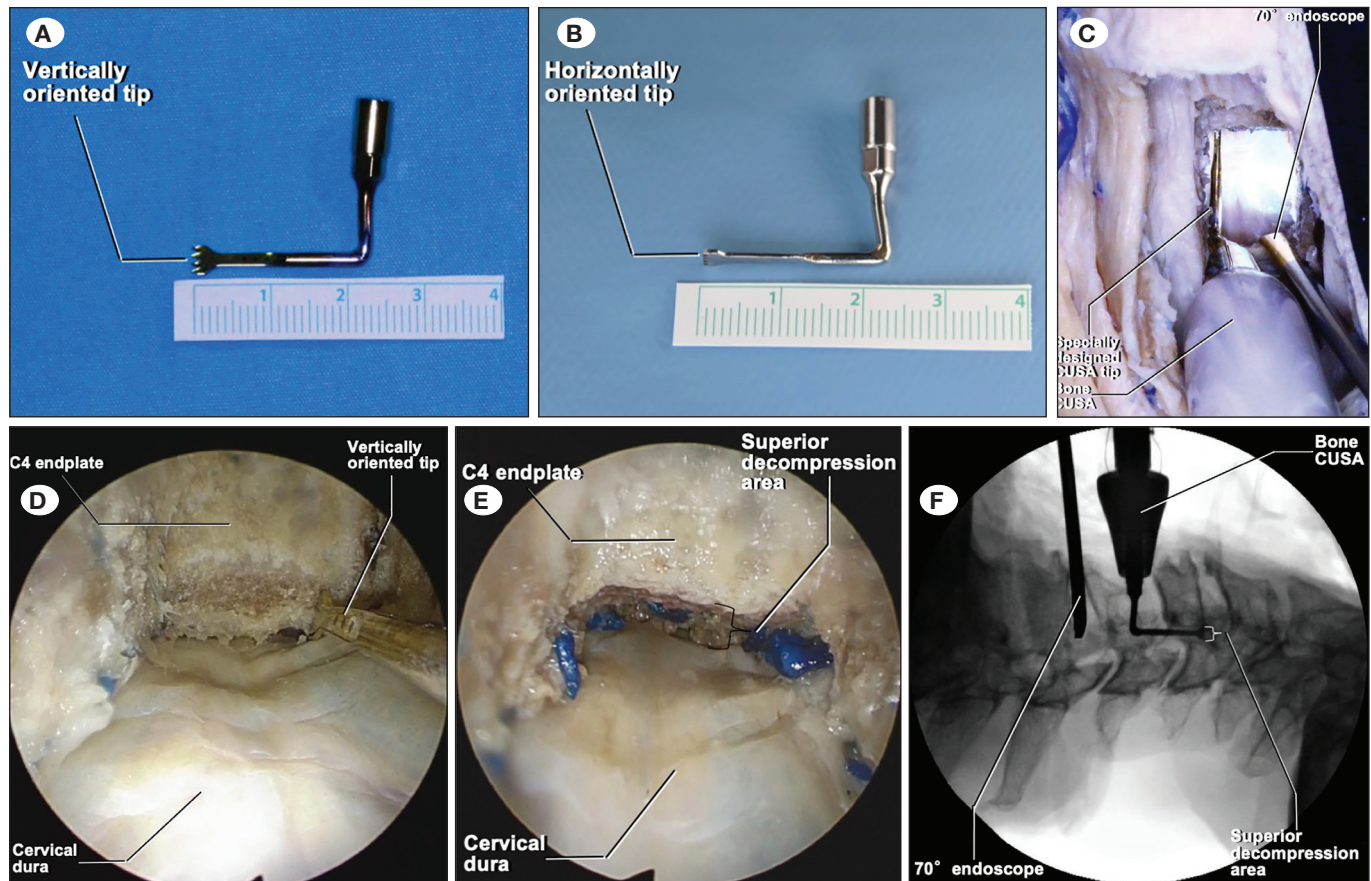 A
Vertically
oriented tip
1 2 3 4
B
Horizontally
oriented tip
1 2 3 4
C
70° endoscope
Specially
designed
CUSA tip
Bone
CUSA
D
C4 endplate
Vertically
oriented tip
Cervical
dura
E
C4 endplate
Superior
decompression
area
Cervical
dura
F
Bone
CUSA
70° endoscope
Superior
decompression
area